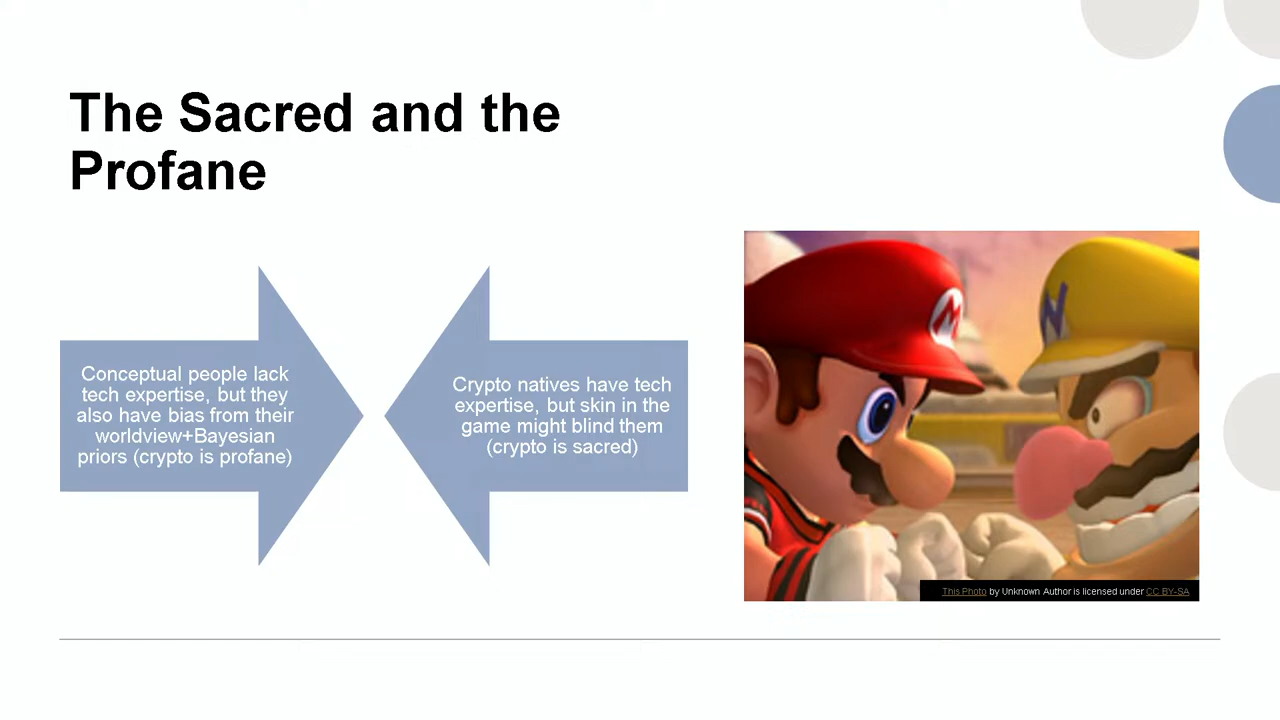 The Sacred and the
Profane
Conceptual people lack
tech expertise, but they
also have bias from their
worldview+Bayesian
priors (crypto is profane)
Crypto natives have tech
expertise, but skin in the
game might blind them
(crypto is sacred)
M
N
This Photo by Unknown Author is licensed under CC BY-SA